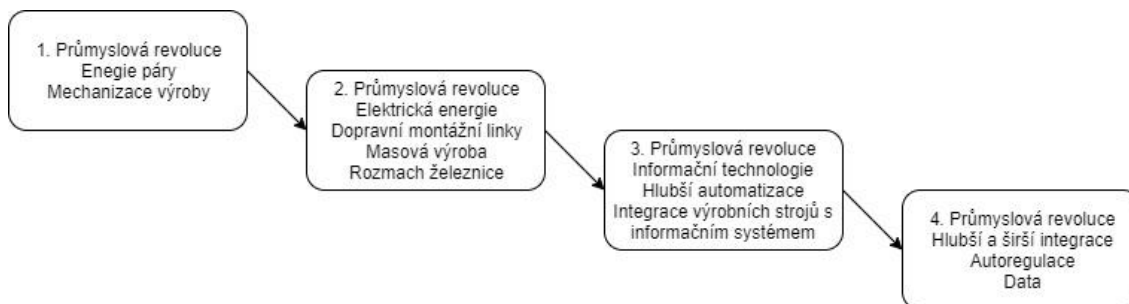 1. Průmyslová revoluce
Enegie páry
Mechanizace výroby
2. Průmyslová revoluce
Elektrická energie
Dopravní montážní linky
Masová výroba
Rozmach železnice
3. Průmyslová revoluce
Informační technologie
Hlubší automatizace
Integrace výrobních strojů s
informačním systémem
4. Průmyslová revoluce
Hlubší a širší integrace
Autoregulace
Data